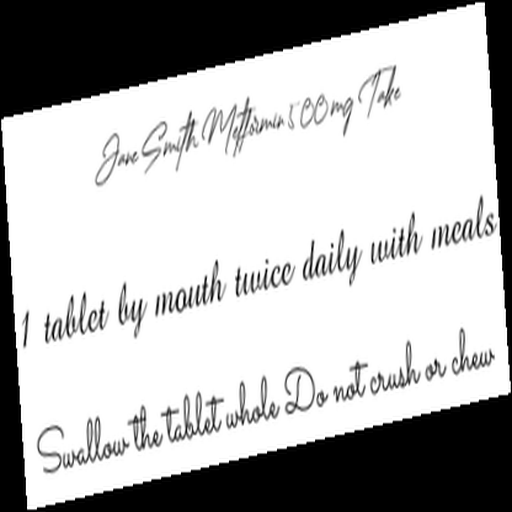 Jane Smith Metformin 500 mg Take
1 tablet by mouth twice daily with meals
Swallow the tablet whole Do not crush or chew